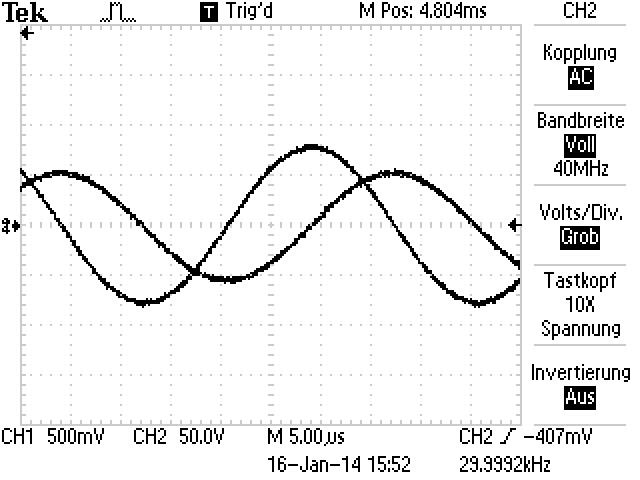 Tek T Trig'd M Pos: 4.804ms CH2
Kopplung
AC
Bandbreite
Voll
40MHz
Volts/Div.
Grob
Tastkopf
10X
Spannung
Invertierung
Aus
CH1 500mV CH2 50.0V M 5.00µs CH2 −407mV
16-Jan-14 15:52 29.9992kHz